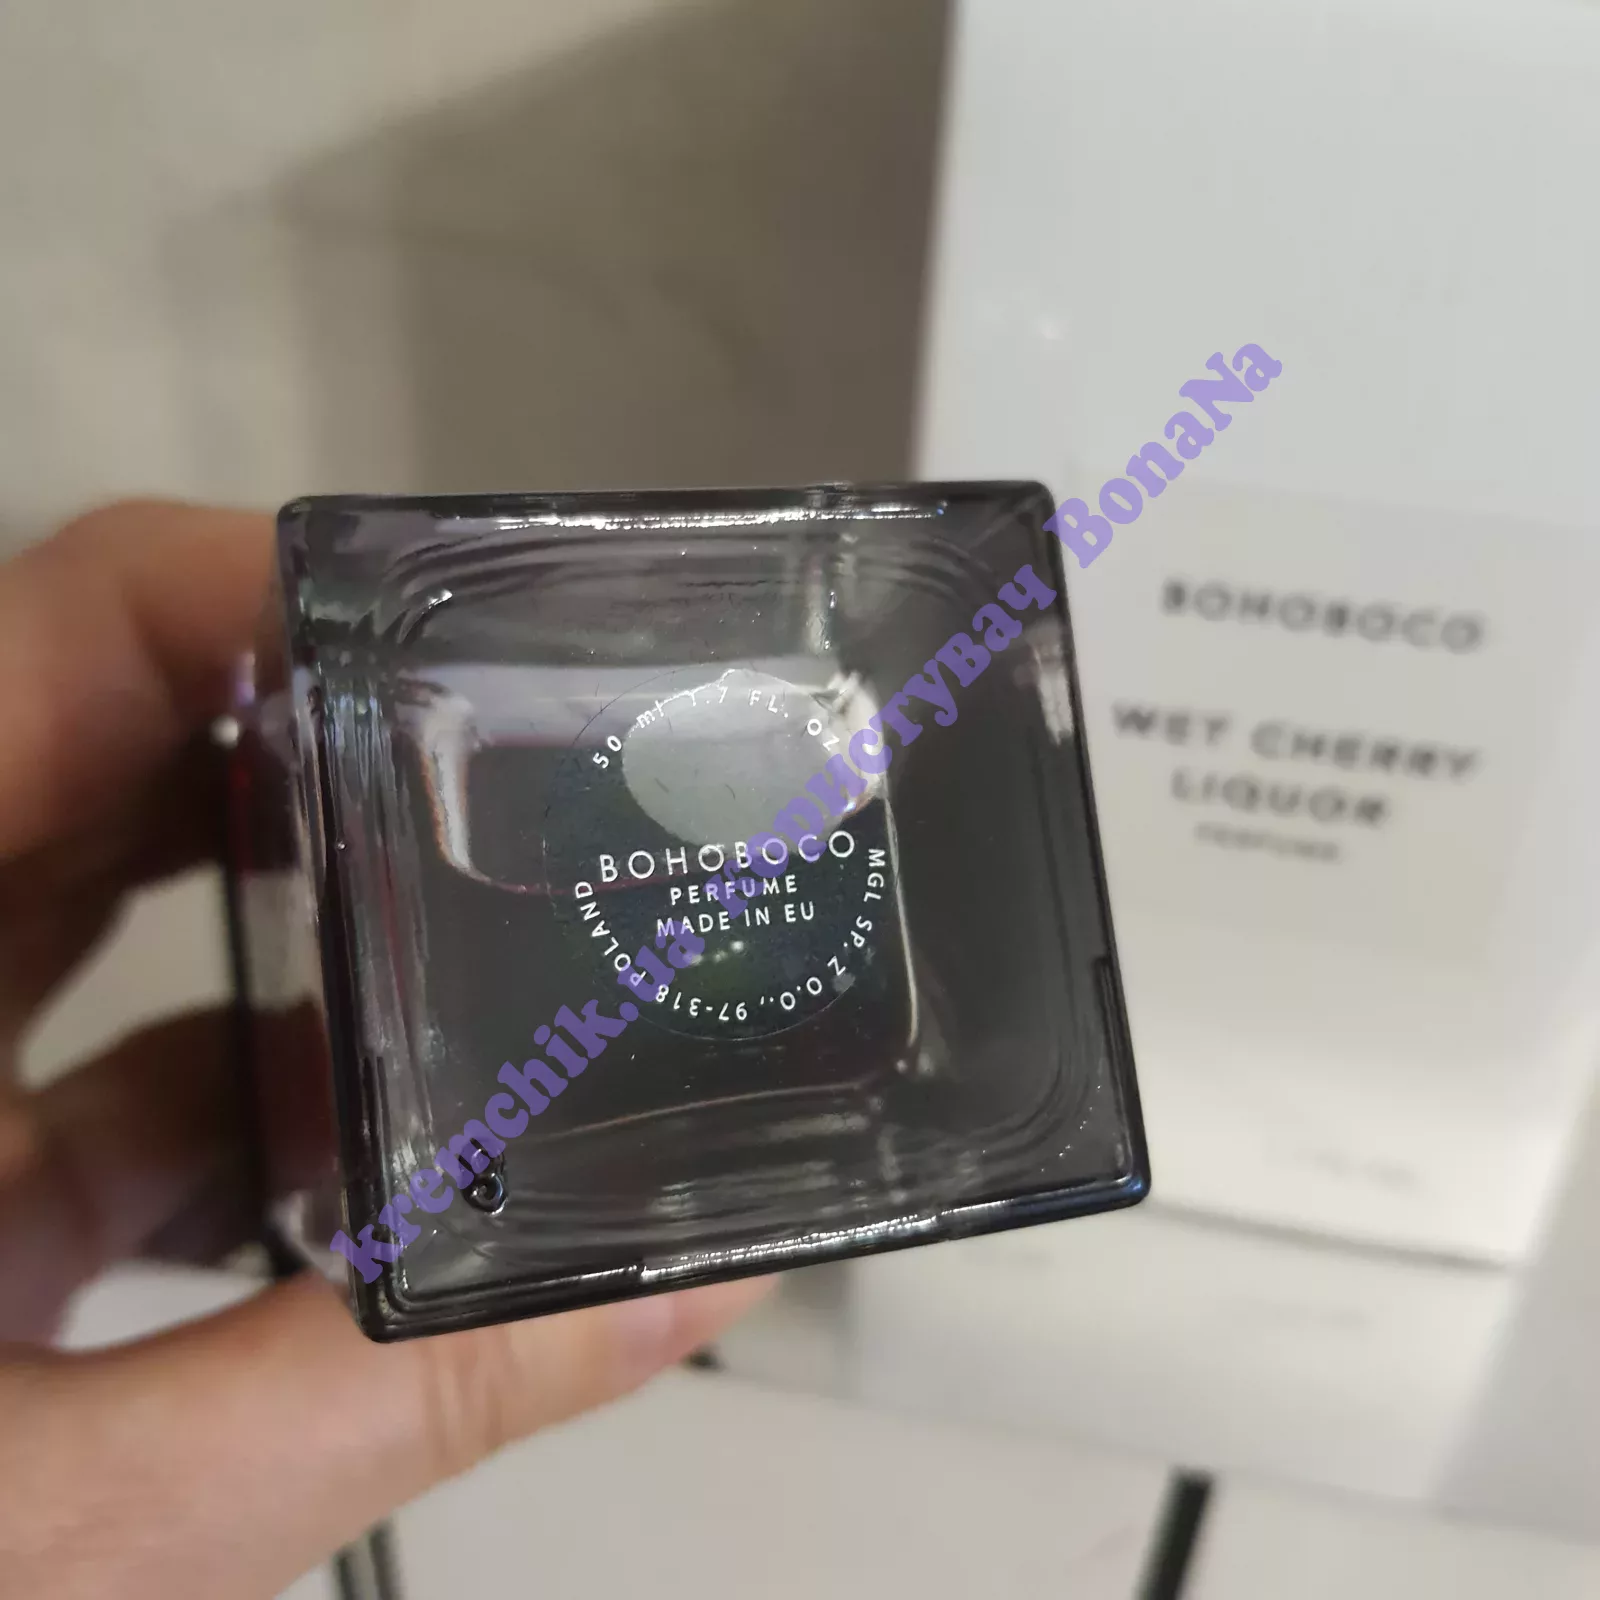 50 ml 1.7 FL. OZ
BOHOBOCO
PERFUME
MADE IN EU
MGL SP. Z O.O., 97-318 POLAND
BOHOBOCO
WET CHERRY
LIQUOR
PERFUME
kremchik.ua користувач BonaNa